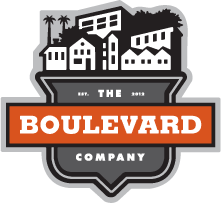 EST. THE 2012
BOULEVARD
COMPANY